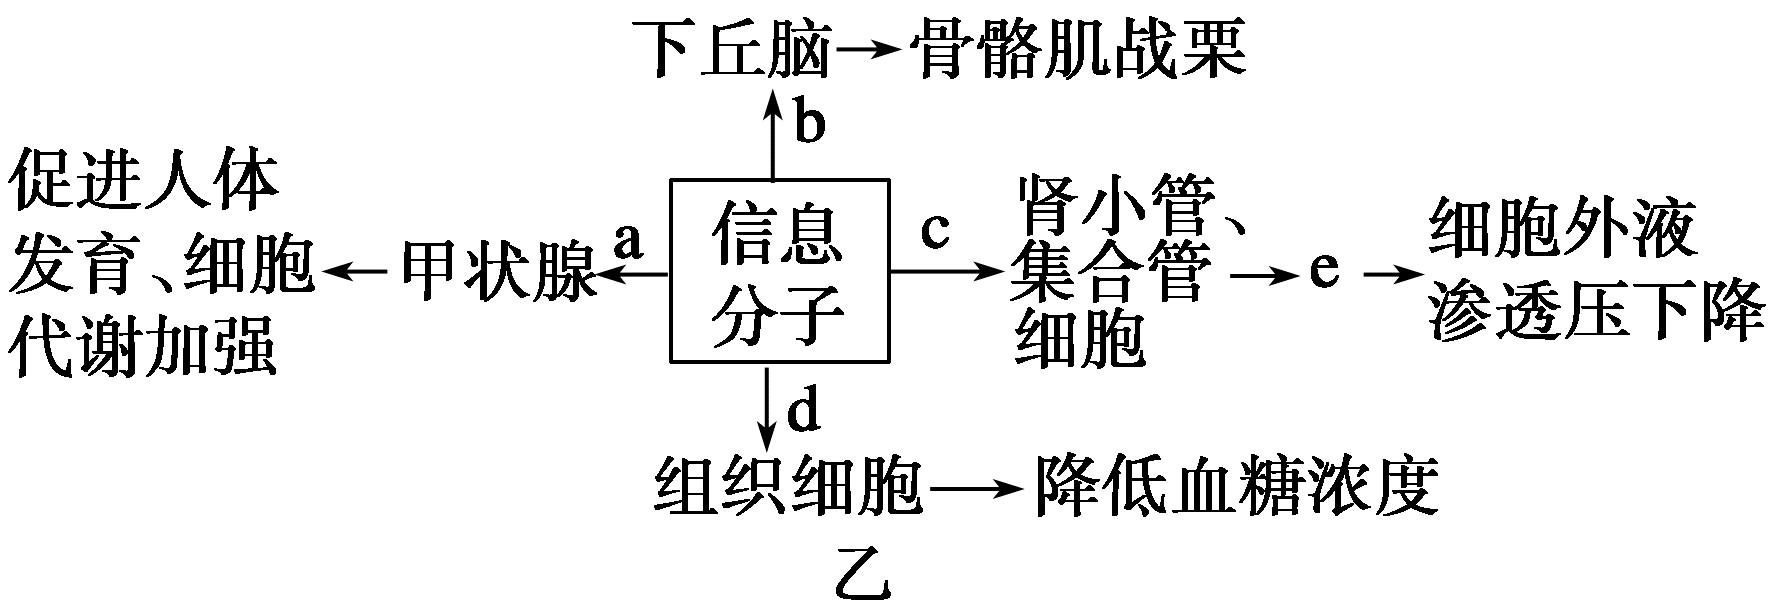 下丘脑
骨骼肌战栗
b
促进人体
发育、细胞
代谢加强
甲状腺
a
信息
分子
c
肾小管、
集合管
细胞
e
细胞外液
渗透压下降
d
组织细胞
降低血糖浓度
乙